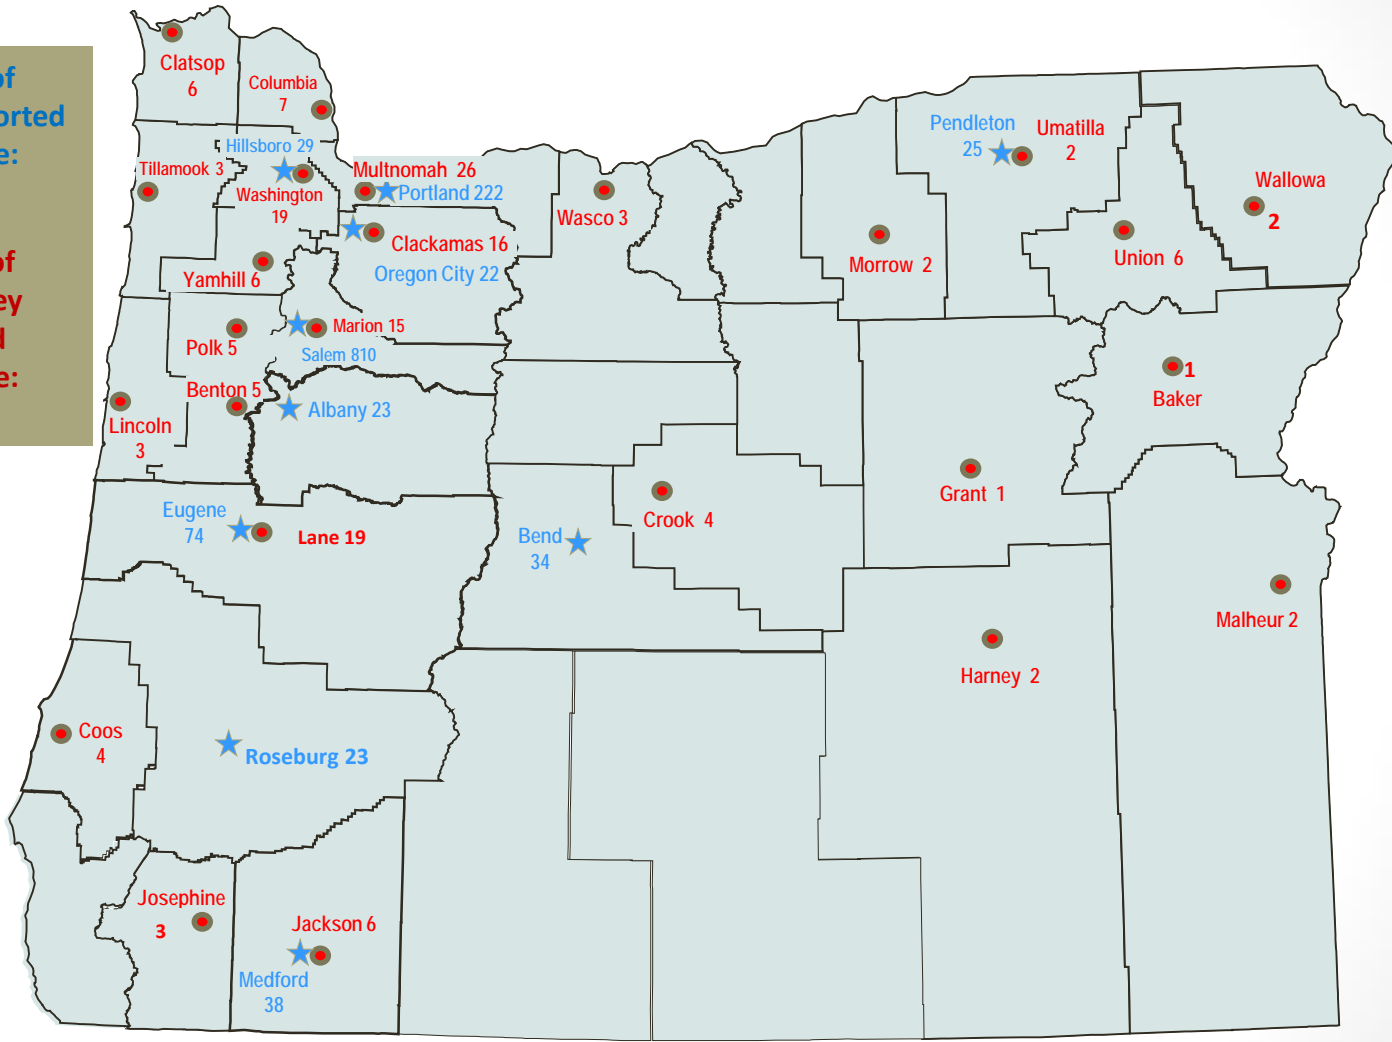 of
orted
e:
of
ey
d
e:
Clatsop
6
Columbia
7
Hillsboro 29
Tillamook 3
Washington
19
Multnomah 26
Portland 222
Clackamas 16
Oregon City 22
Yamhill 6
Wasco 3
Morrow 2
Pendleton
25
Umatilla
2
Union 6
Wallowa
2
Marion 15
Salem 810
Polk 5
Benton 5
Albany 23
Lincoln
3
1
Baker
Eugene
74
Lane 19
Bend
34
Crook 4
Grant 1
Malheur 2
Harney 2
Coos
4
Roseburg 23
Josephine
3
Jackson 6
Medford
38